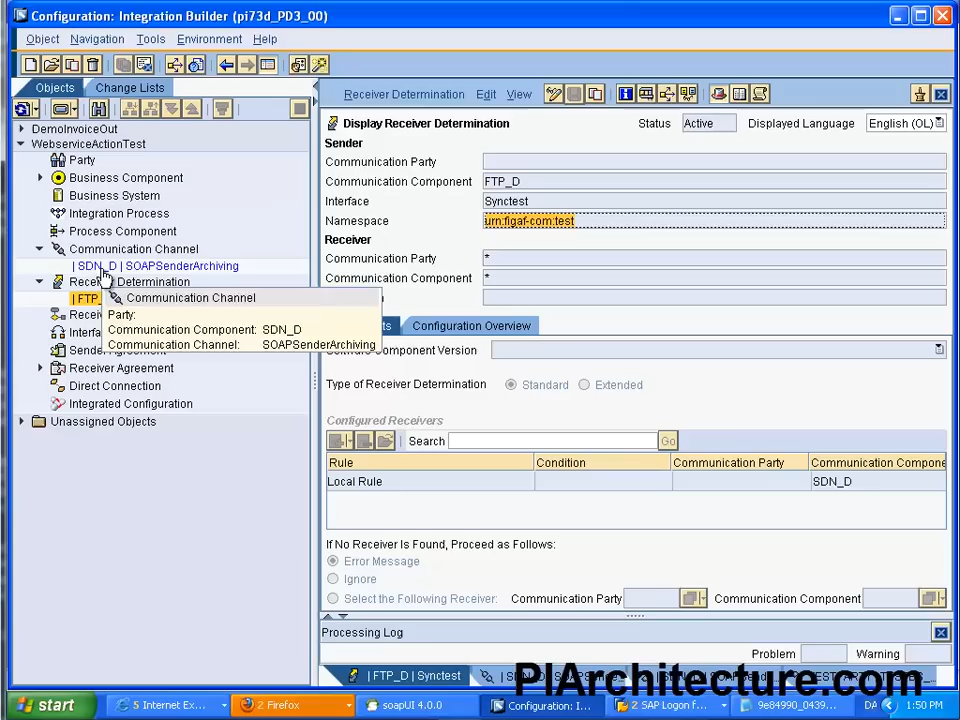 Configuration: Integration Builder (pi73d_PD3_00)
Object Navigation Tools Environment Help
Objects Change Lists
DemoInvoiceOut
WebserviceActionTest
Party
Business Component
Business System
Integration Process
Process Component
Communication Channel
| SDN_D | SOAPSenderArchiving
Determination
| FTP_
Communication Channel
Party:
Communication Component: SDN_D
Communication Channel: SOAPSenderArchiving
Receiver Agreement
Direct Connection
Integrated Configuration
Unassigned Objects
Receiver Determination Edit View
Display Receiver Determination Status Active Displayed Language English (OL)
Sender
Communication Party
Communication Component FTP_D
Interface Synctest
Namespace urn:figaf-com:test
Receiver
Communication Party *
Communication Component *
Configuration Overview
Software Component Version
Type of Receiver Determination Standard Extended
Configured Receivers
Search Go
Rule Condition Communication Party Communication Compone
Local Rule SDN_D
If No Receiver Is Found, Proceed as Follows:
Error Message
Ignore
Select the Following Receiver: Communication Party Communication Component
Processing Log
Problem Warning
| FTP_D | Synctest
PIArchitecture.com
start 5 Internet Ex... 2 Firefox soapUI 4.0.0 Configuration: I... 2 SAP Logon f... 9e84990_0439... DA 1:50 PM